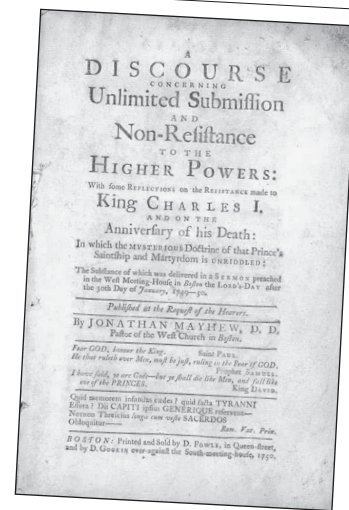 A
DISCOURSE
CONCERNING
Unlimited Submiſſion
AND
Non-Reſiſtance
TO THE
HIGHER POWERS:
With ſome REFLECTIONS on the RESISTANCE made to
King CHARLES I.
AND ON THE
Anniverſary of his Death:
In which the MYSTERIOUS Doctrine of that Prince's
Saintſhip and Martyrdom is UNRIDDLED:
The Subſtance of which was delivered in a SERMON preached
in the Weſt Meeting-Houſe in Boſton the LORD'S-DAY after
the 30th Day of January, 1749-50.
Publiſhed at the Requeſt of the Hearers.
By JONATHAN MAYHEW, D. D.
Paſtor of the Weſt Church in Boſton.
Fear GOD, honour the King. Saint PAUL.
He that ruleth over Men, muſt be juſt, ruling in the Fear of GOD.
Prophet SAMUEL.
I have ſaid, ye are Gods—but ye ſhall die like Men, and fall like
one of the PRINCES. King DAVID.
Quid memorem infandas cædes? quid facta TYRANNI
Effera? Dii CAPITI ipſius GENERIQUE reſervent—
Necnon Threicius longa cum veſte SACERDOS
Obloquitur—— Rom. Vat. Prin.
BOSTON: Printed and Sold by D. FOWLE, in Queen-ſtreet,
and by D. GOOKIN over-againſt the South-meeting-houſe, 1750.